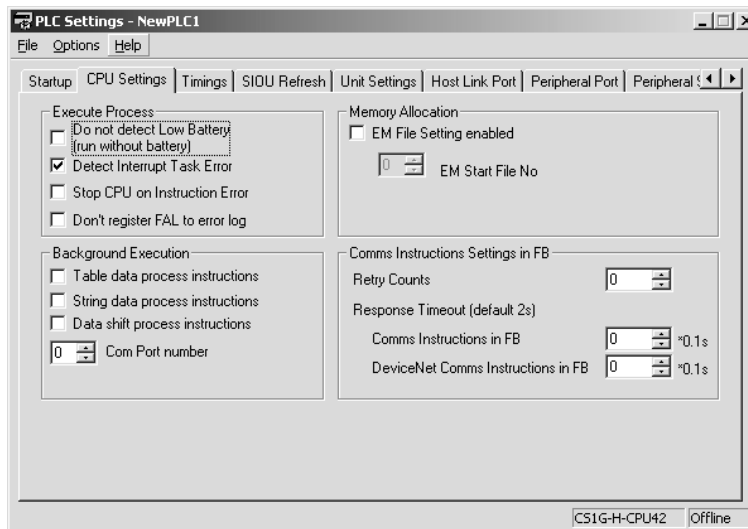 PLC Settings - NewPLC1
File Options Help
Startup CPU Settings Timings SIOU Refresh Unit Settings Host Link Port Peripheral Port Peripheral
Execute Process
Do not detect Low Battery
(run without battery)
Detect Interrupt Task Error
Stop CPU on Instruction Error
Don't register FAL to error log
Memory Allocation
EM File Setting enabled
0 EM Start File No
Background Execution
Table data process instructions
String data process instructions
Data shift process instructions
0 Com Port number
Comms Instructions Settings in FB
Retry Counts 0
Response Timeout (default 2s)
Comms Instructions in FB 0 *0.1s
DeviceNet Comms Instructions in FB 0 *0.1s
CS1G-H-CPU42 Offline